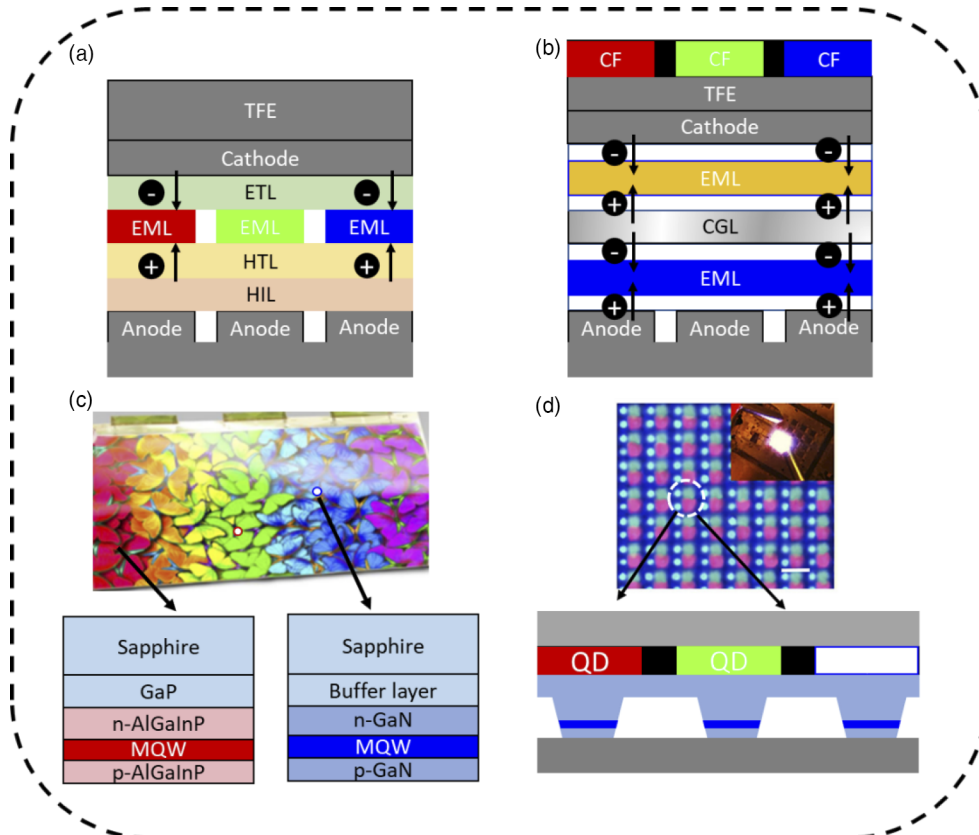 (a)
TFE
Cathode
ETL
-
-
EML EML EML
HTL
+
+
HIL
Anode Anode Anode
(b)
CF CF CF
TFE
Cathode
-
-
EML
+
+
CGL
-
-
EML
+
+
Anode Anode Anode
(c)
Sapphire
GaP
n-AlGaInP
MQW
p-AlGaInP
Sapphire
Buffer layer
n-GaN
MQW
p-GaN
(d)
QD QD